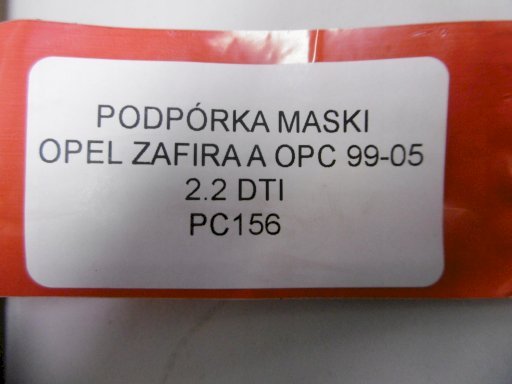 PODPÓRKA MASKI
OPEL ZAFIRA A OPC 99-05
2.2 DTI
PC156